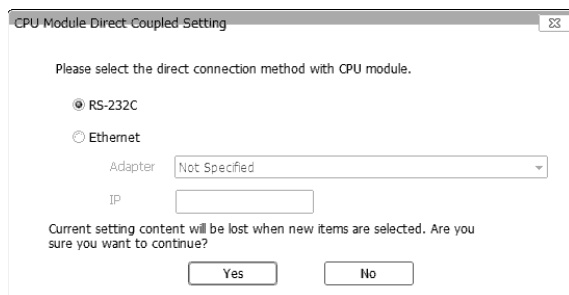 CPU Module Direct Coupled Setting
Please select the direct connection method with CPU module.
RS-232C
Ethernet
Adapter Not Specified
IP
Current setting content will be lost when new items are selected. Are you
sure you want to continue?
Yes No